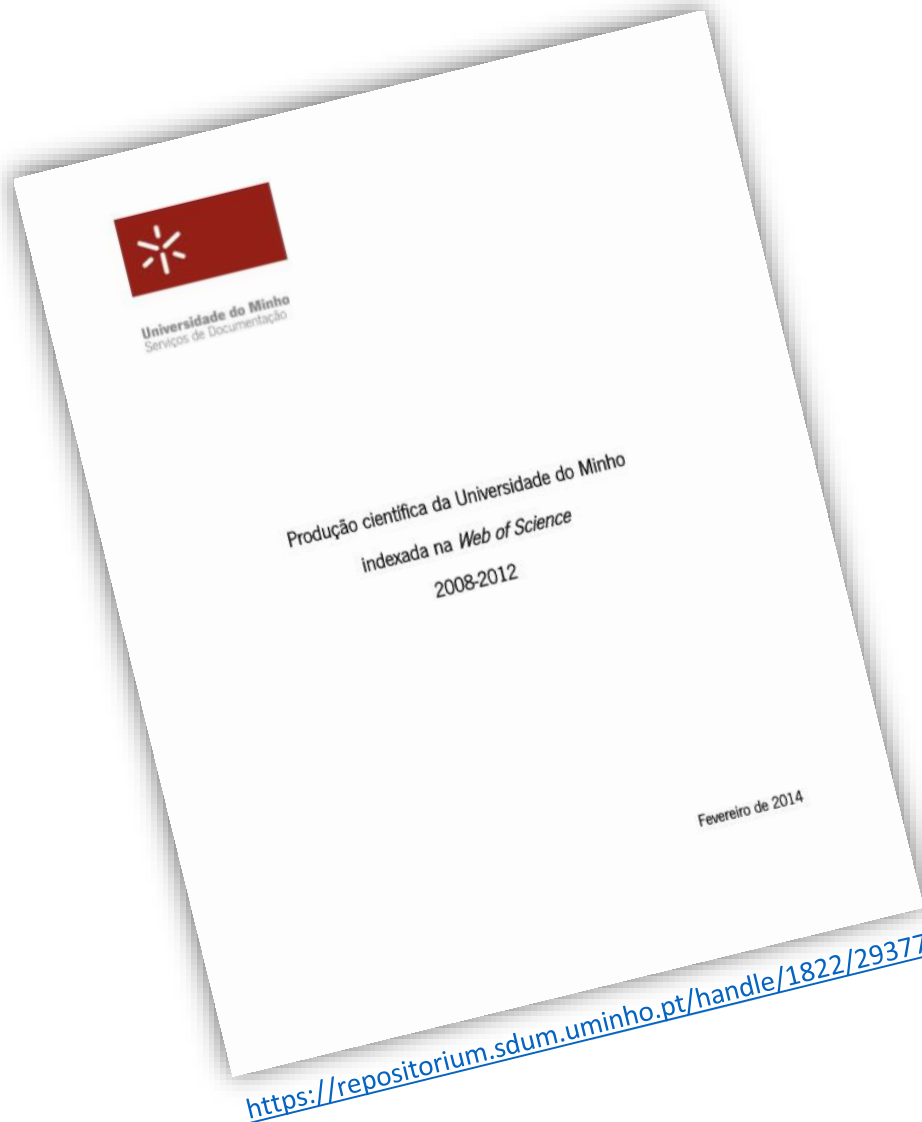 Universidade do Minho
Serviços de Documentação
Produção científica da Universidade do Minho
indexada na Web of Science
2008-2012
Fevereiro de 2014
https://repositorium.sdum.uminho.pt/handle/1822/29377